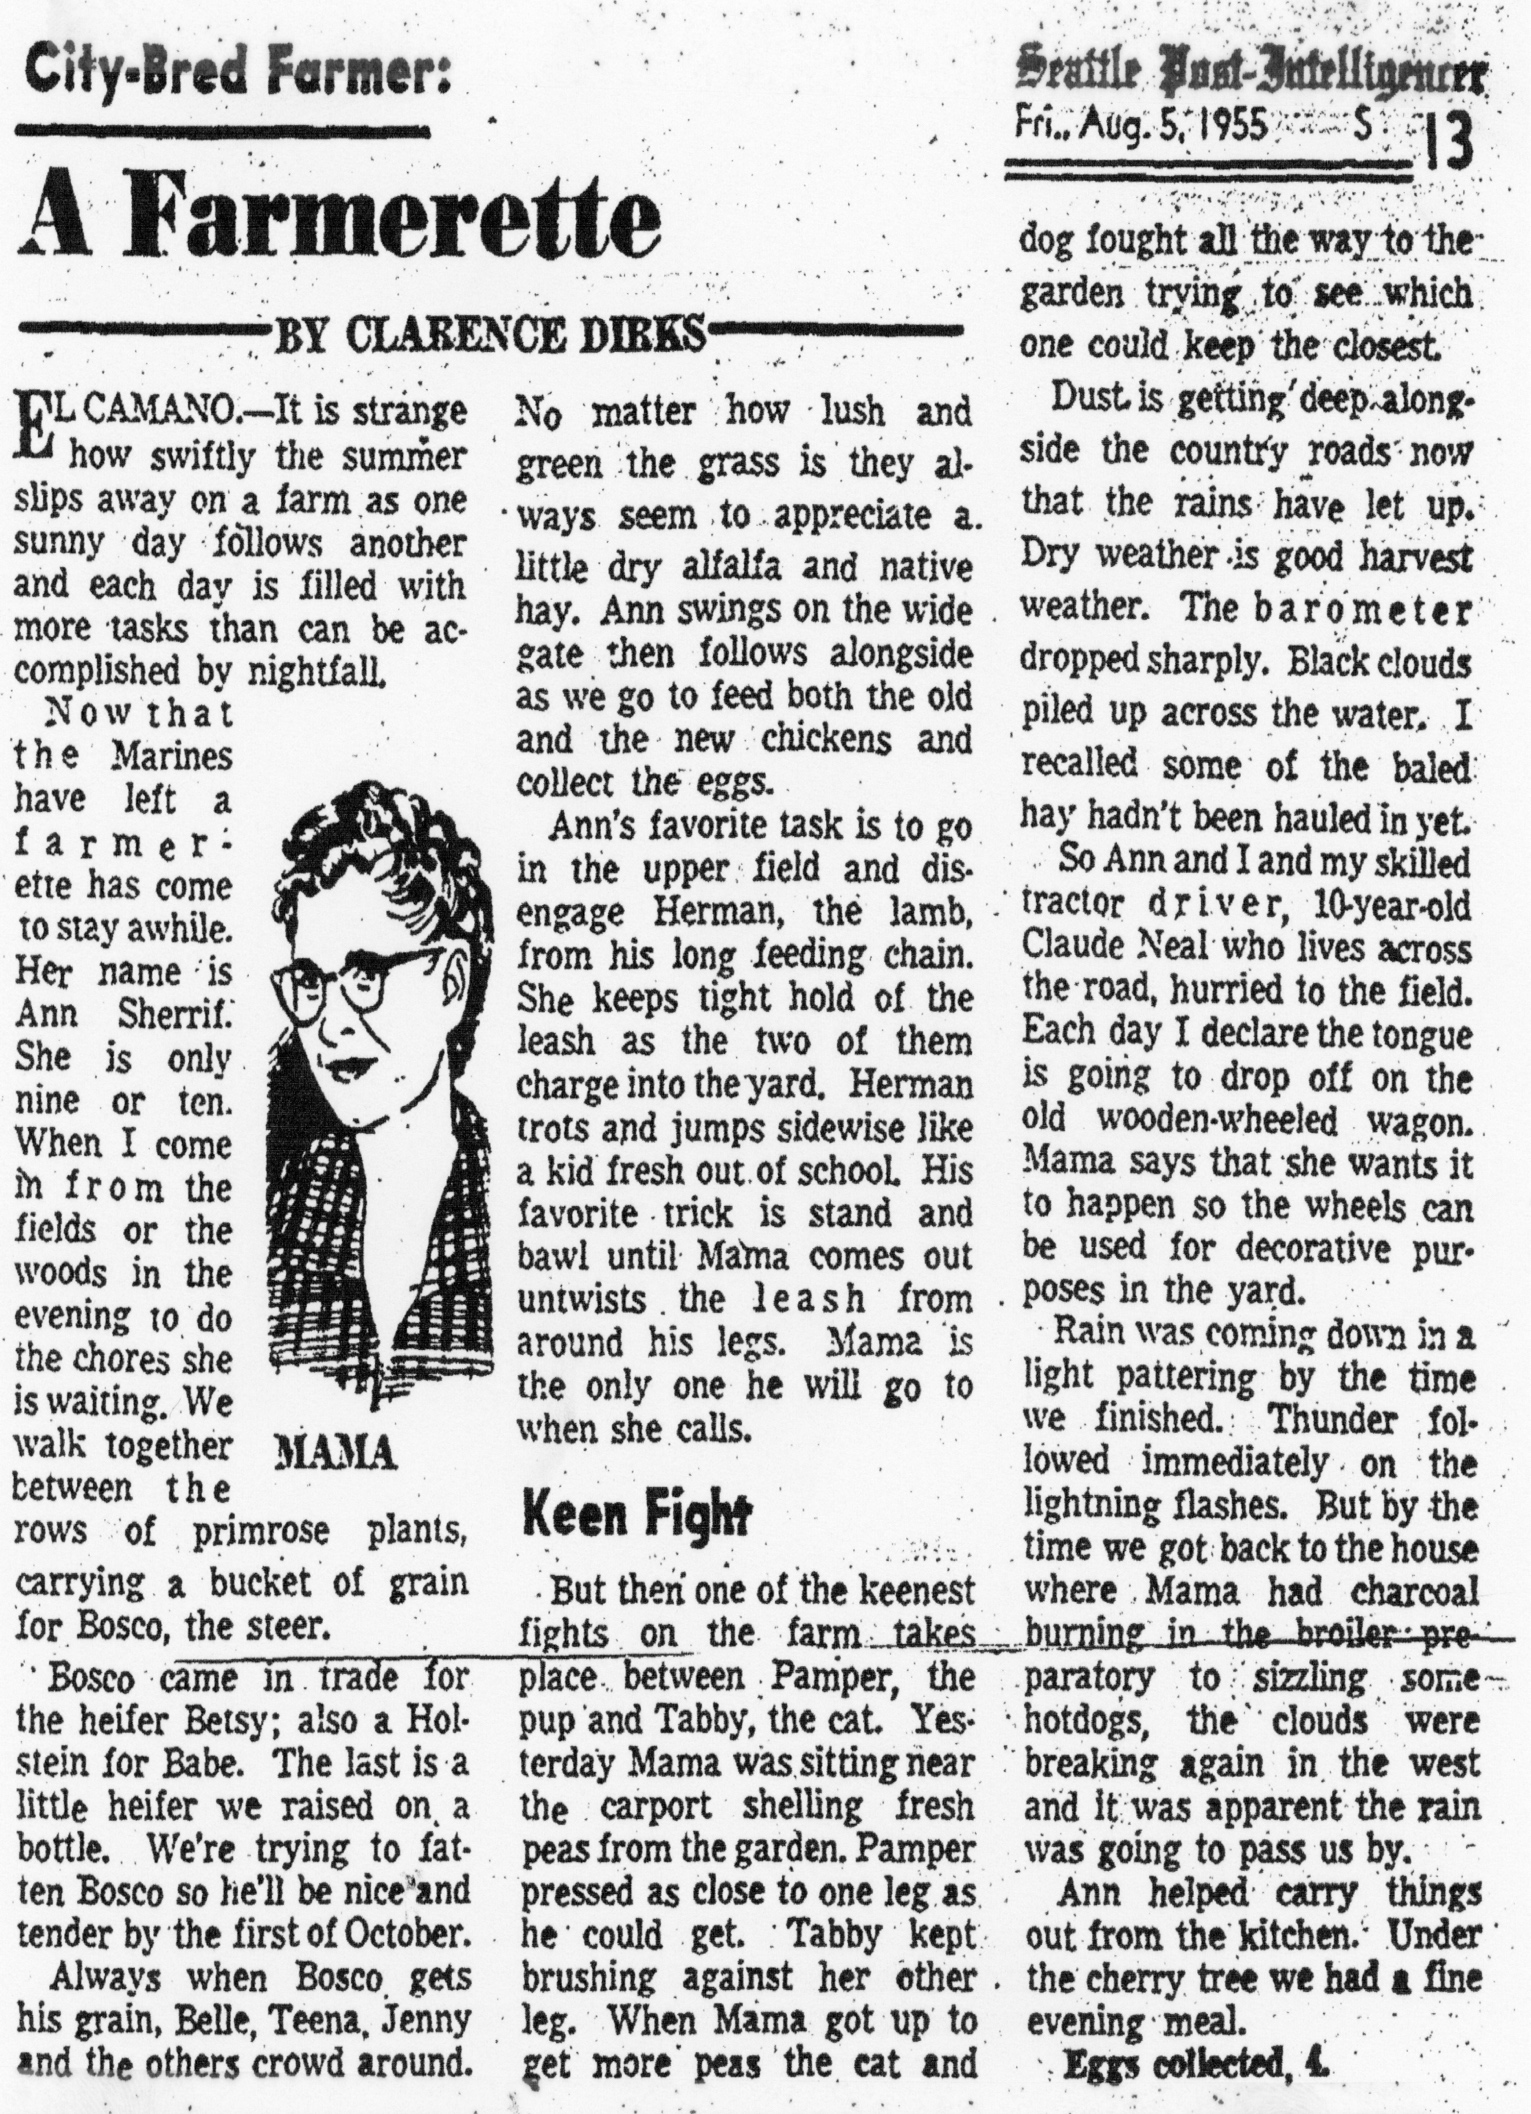 City-Bred Farmer:
A Farmerette
BY CLARENCE DIRKS
Seattle Post-Intelligencer
Fri., Aug. 5, 1955 S 13
EL CAMANO.—It is strange
how swiftly the summer
slips away on a farm as one
sunny day follows another
and each day is filled with
more tasks than can be ac-
complished by nightfall.
Now that
the Marines
have left a
farmer-
ette has come
to stay awhile.
Her name is
Ann Sherrif.
She is only
nine or ten.
When I come
in from the
fields or the
woods in the
evening to do
the chores she
is waiting. We
walk together
between the
rows of primrose plants,
carrying a bucket of grain
for Bosco, the steer.
Bosco came in trade for
the heifer Betsy; also a Hol-
stein for Babe. The last is a
little heifer we raised on a
bottle. We're trying to fat-
ten Bosco so he'll be nice and
tender by the first of October.
Always when Bosco gets
his grain, Belle, Teena, Jenny
and the others crowd around.
MAMA
No matter how lush and
green the grass is they al-
ways seem to appreciate a
little dry alfalfa and native
hay. Ann swings on the wide
gate then follows alongside
as we go to feed both the old
and the new chickens and
collect the eggs.
Ann's favorite task is to go
in the upper field and dis-
engage Herman, the lamb,
from his long feeding chain.
She keeps tight hold of the
leash as the two of them
charge into the yard. Herman
trots and jumps sidewise like
a kid fresh out of school. His
favorite trick is stand and
bawl until Mama comes out
untwists the leash from
around his legs. Mama is
the only one he will go to
when she calls.
Keen Fight
But then one of the keenest
fights on the farm takes
place between Pamper, the
pup and Tabby, the cat. Yes-
terday Mama was sitting near
the carport shelling fresh
peas from the garden. Pamper
pressed as close to one leg as
he could get. Tabby kept
brushing against her other
leg. When Mama got up to
get more peas the cat and
dog fought all the way to the
garden trying to see which
one could keep the closest.
Dust is getting deep along-
side the country roads now
that the rains have let up.
Dry weather is good harvest
weather. The barometer
dropped sharply. Black clouds
piled up across the water. I
recalled some of the baled
hay hadn't been hauled in yet.
So Ann and I and my skilled
tractor driver, 10-year-old
Claude Neal who lives across
the road, hurried to the field.
Each day I declare the tongue
is going to drop off on the
old wooden-wheeled wagon.
Mama says that she wants it
to happen so the wheels can
be used for decorative pur-
poses in the yard.
Rain was coming down in a
light pattering by the time
we finished. Thunder fol-
lowed immediately on the
lightning flashes. But by the
time we got back to the house
where Mama had charcoal
burning in the broiler pre-
paratory to sizzling some
hotdogs, the clouds were
breaking again in the west
and it was apparent the rain
was going to pass us by.
Ann helped carry things
out from the kitchen. Under
the cherry tree we had a fine
evening meal.
Eggs collected, 4.